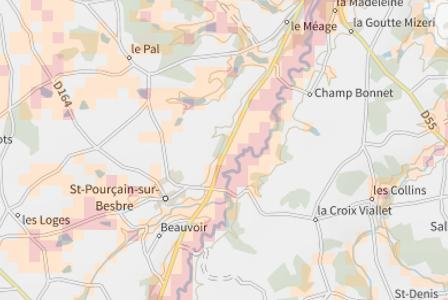 la Madeleine
le Méage
la Goutte Mizeri
le Pal
D164
Champ Bonnet
D55
ots
St-Pourçain-sur-
Besbre
les Collins
les Loges
la Croix Viallet
Beauvoir
Sal
St-Denis